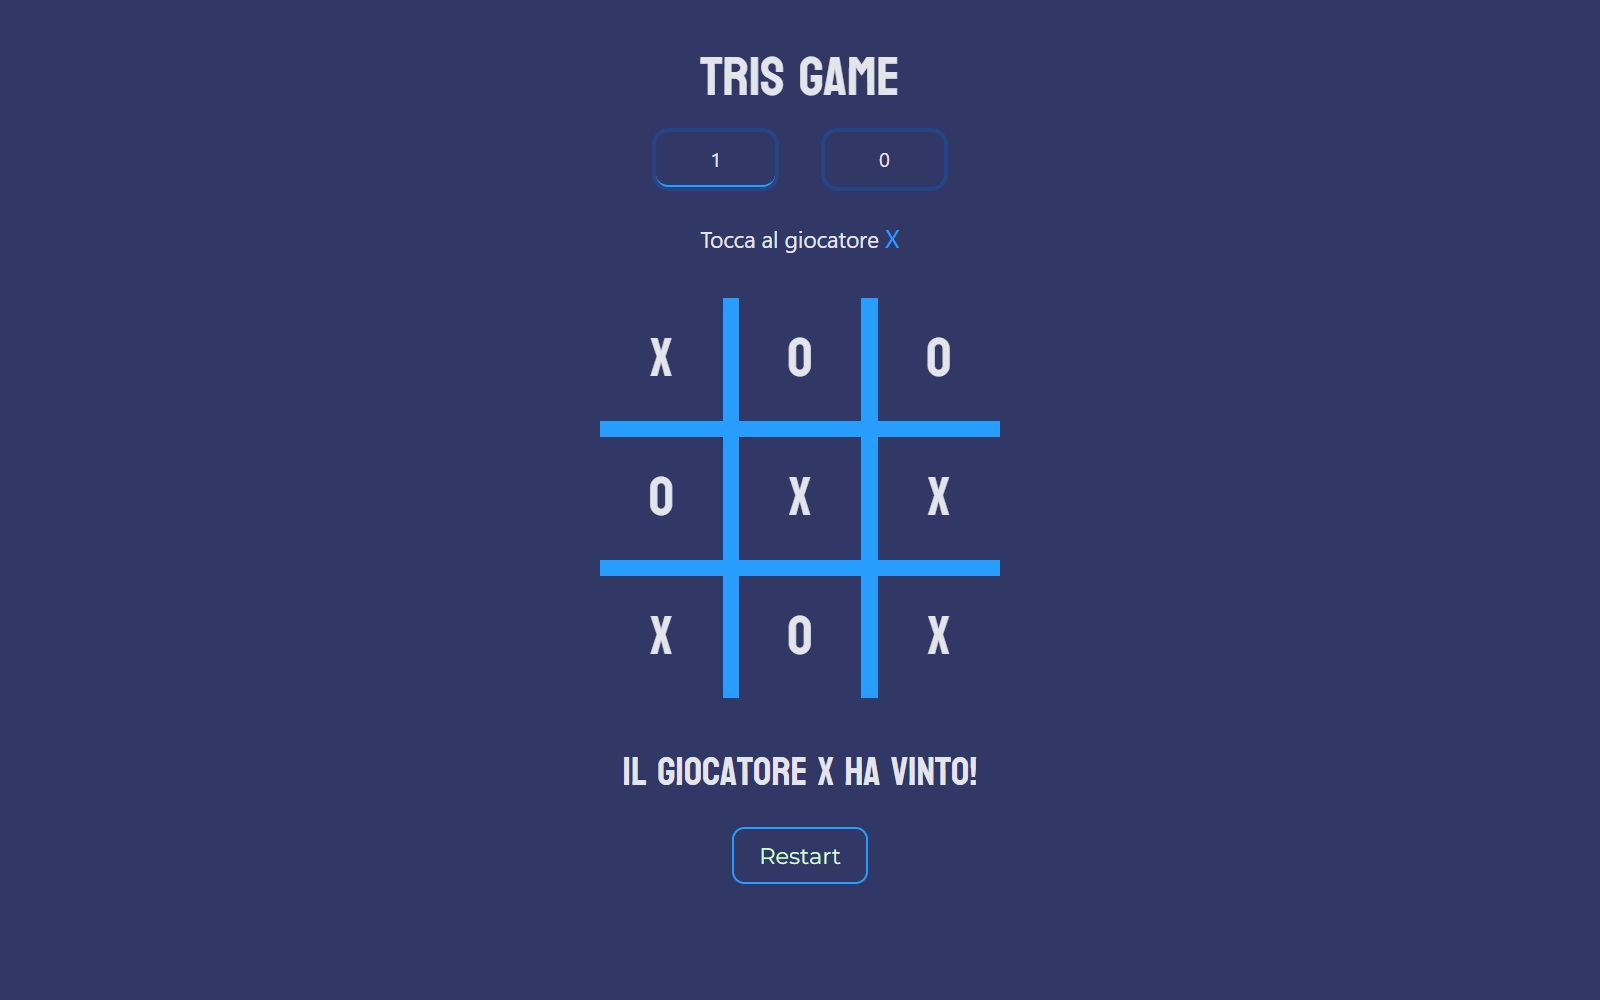 TRIS GAME
1 0
Tocca al giocatore X
X O O
O X X
X O X
IL GIOCATORE X HA VINTO!
Restart